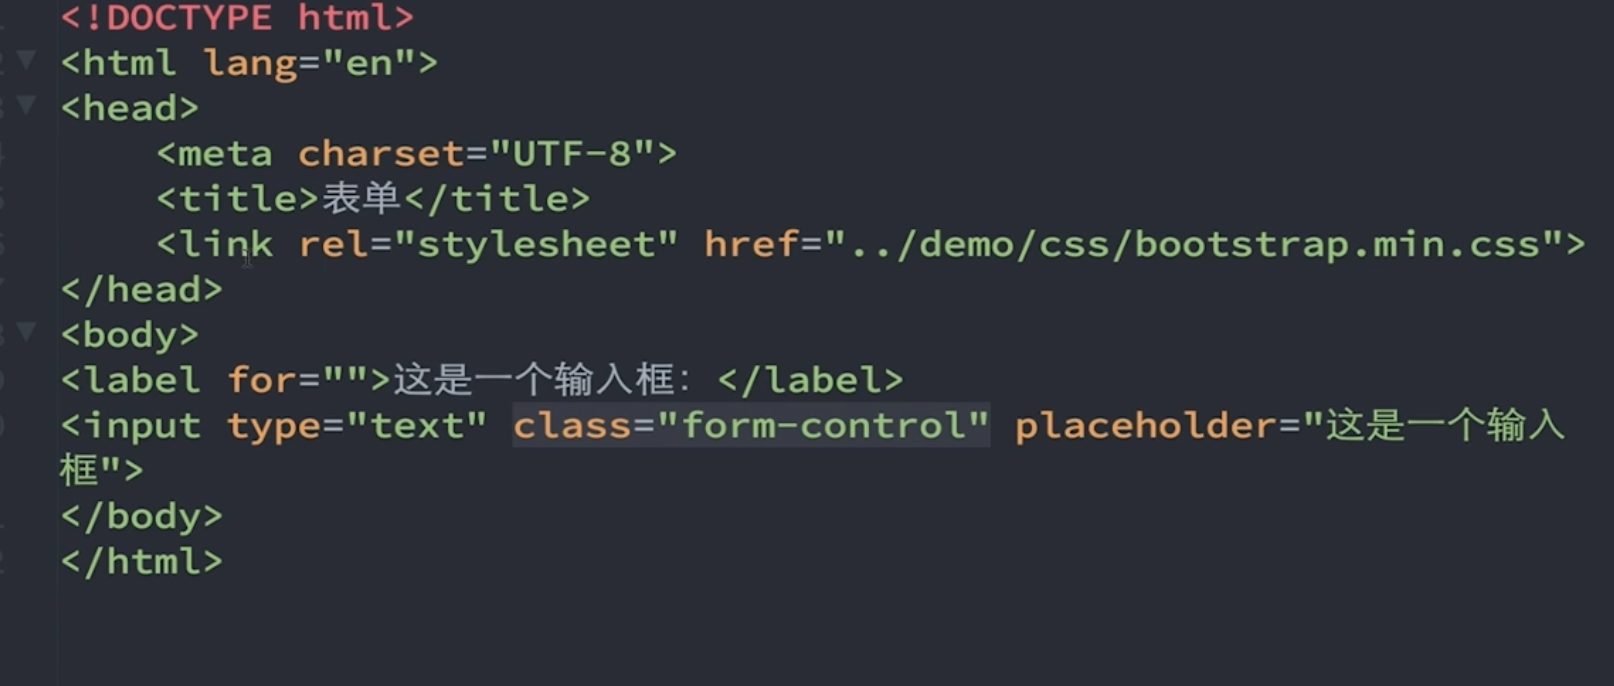 <!DOCTYPE html>
<html lang="en">
<head>
    <meta charset="UTF-8">
    <title>表单</title>
    <link rel="stylesheet" href="../demo/css/bootstrap.min.css">
</head>
<body>
<label for="">这是一个输入框：</label>
<input type="text" class="form-control" placeholder="这是一个输入
框">
</body>
</html>